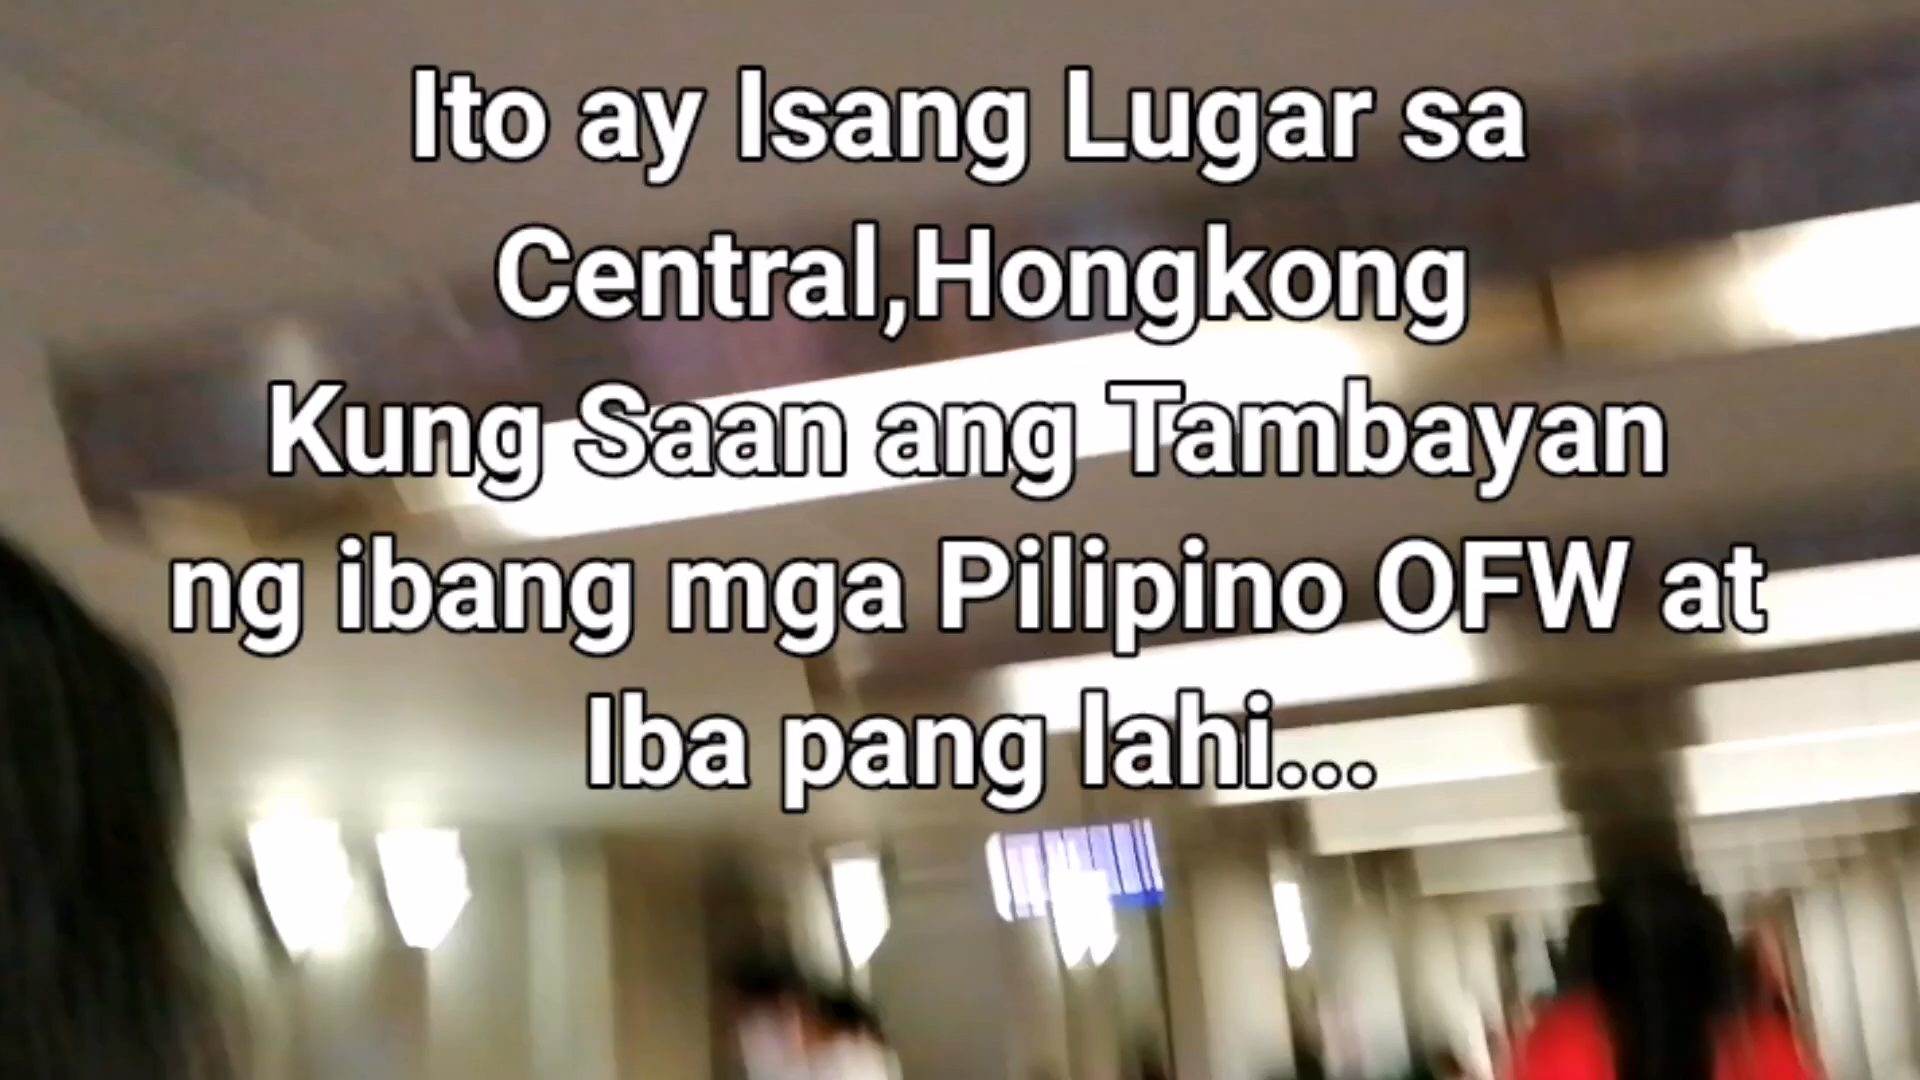 Ito ay Isang Lugar sa
Central,Hongkong
Kung Saan ang Tambayan
ng ibang mga Pilipino OFW at
Iba pang lahi...